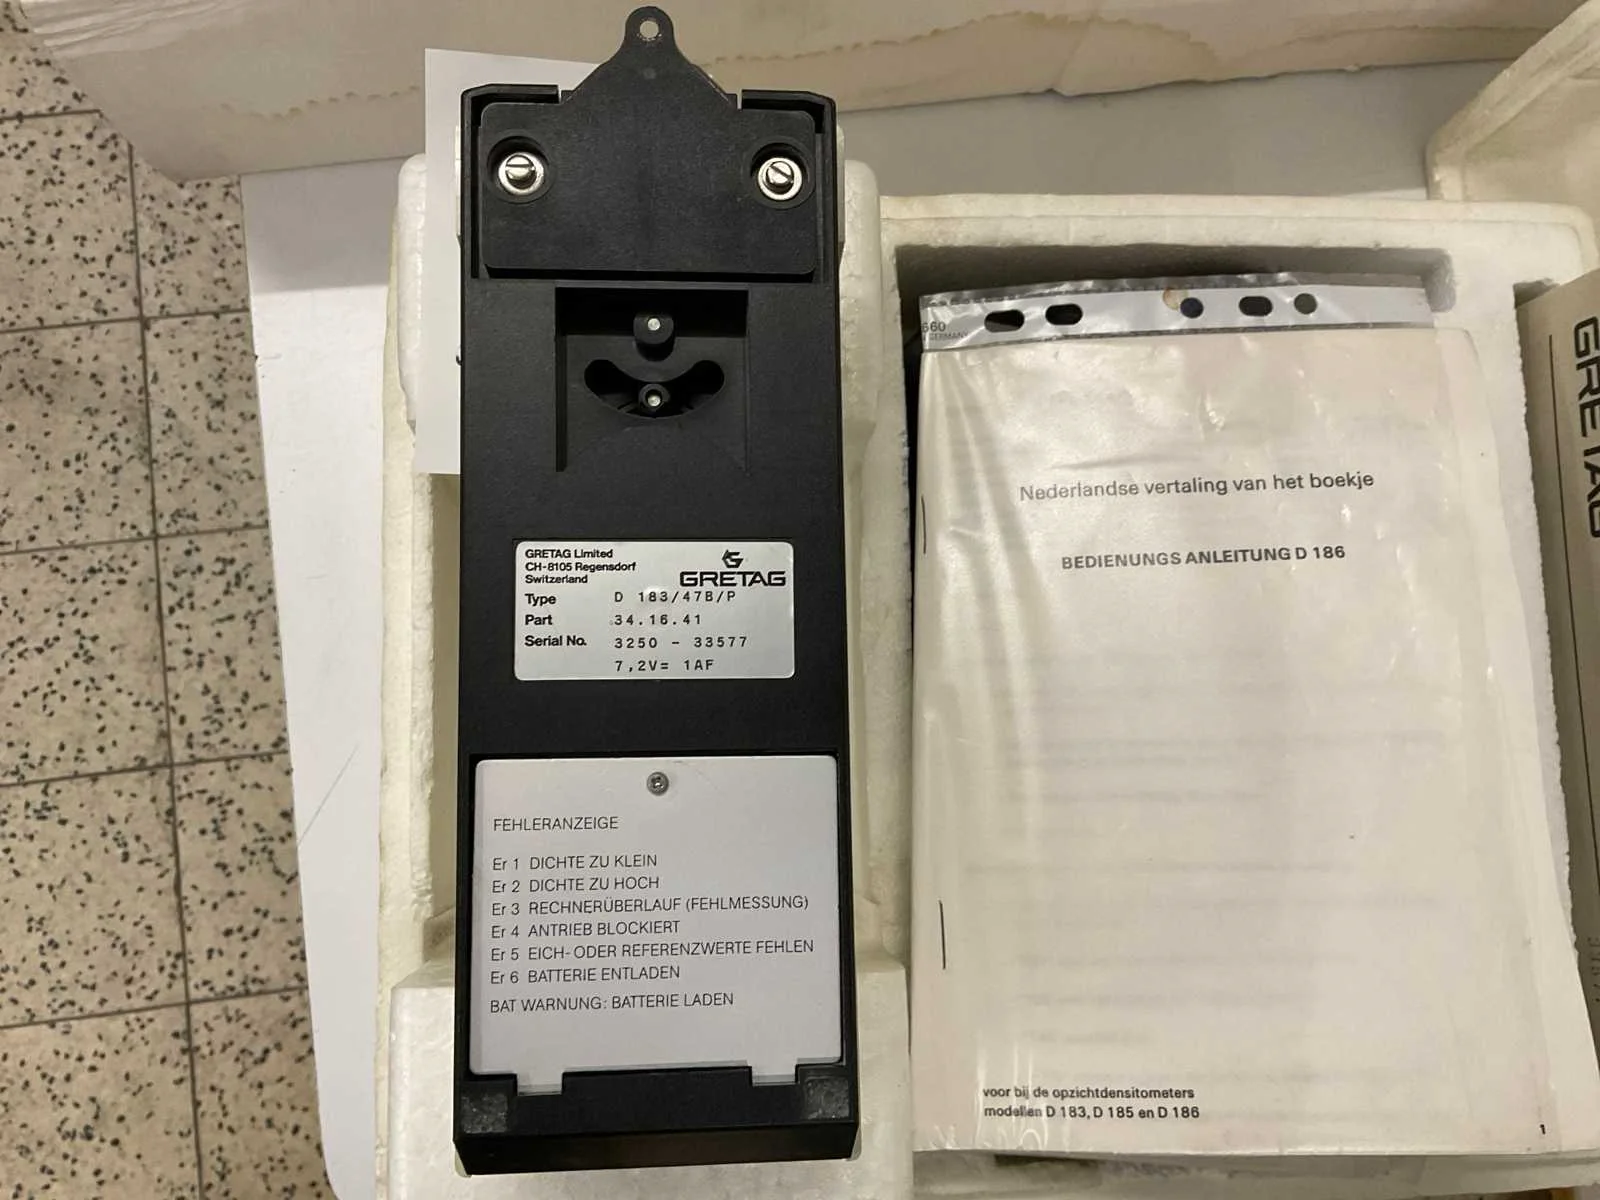 GRETAG Limited
CH-8105 Regensdorf
Switzerland
GRETAG
Type D 183/47B/P
Part 34.16.41
Serial No. 3250 - 33577
7,2V= 1AF
FEHLERANZEIGE
Er 1 DICHTE ZU KLEIN
Er 2 DICHTE ZU HOCH
Er 3 RECHNERÜBERLAUF (FEHLMESSUNG)
Er 4 ANTRIEB BLOCKIERT
Er 5 EICH- ODER REFERENZWERTE FEHLEN
Er 6 BATTERIE ENTLADEN
BAT WARNUNG: BATTERIE LADEN
660
GERMANY
Nederlandse vertaling van het boekje
BEDIENUNGS ANLEITUNG D 186
voor bij de opzichtdensitometers
modellen D 183, D 185 en D 186
1
GRETAG